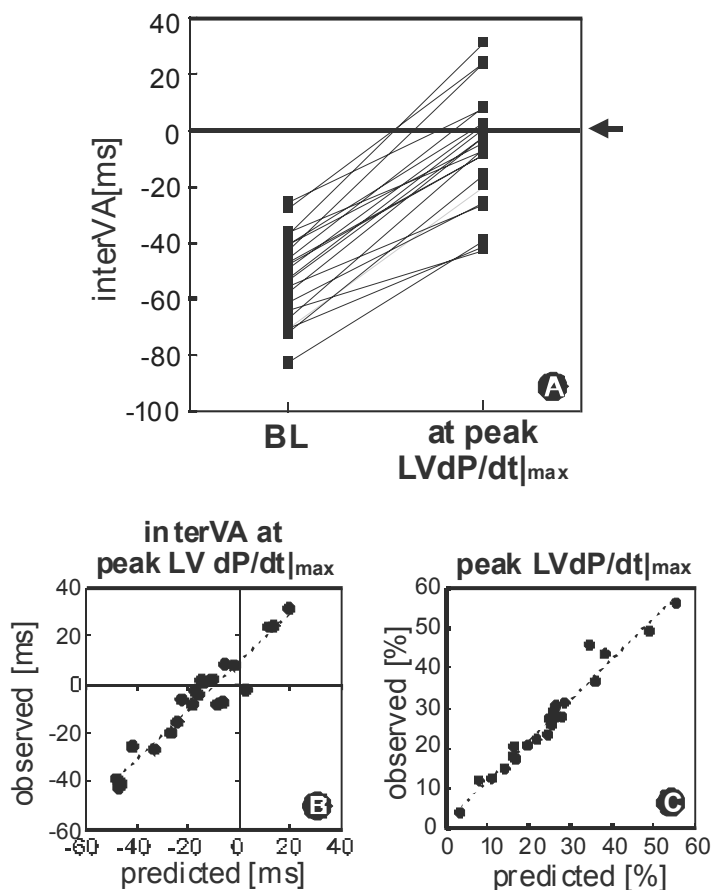 40
20
0
-20
-40
-60
-80
-100
interVA[ms]
BL
at peak
LVdP/dt|max
A
interVA at
peak LV dP/dt|max
40
20
0
-20
-40
-60
observed [ms]
-60 -40 -20 0 20 40
predicted [ms]
B
peak LVdP/dt|max
60
50
40
30
20
10
0
observed [%]
0 10 20 30 40 50 60
predicted [%]
C